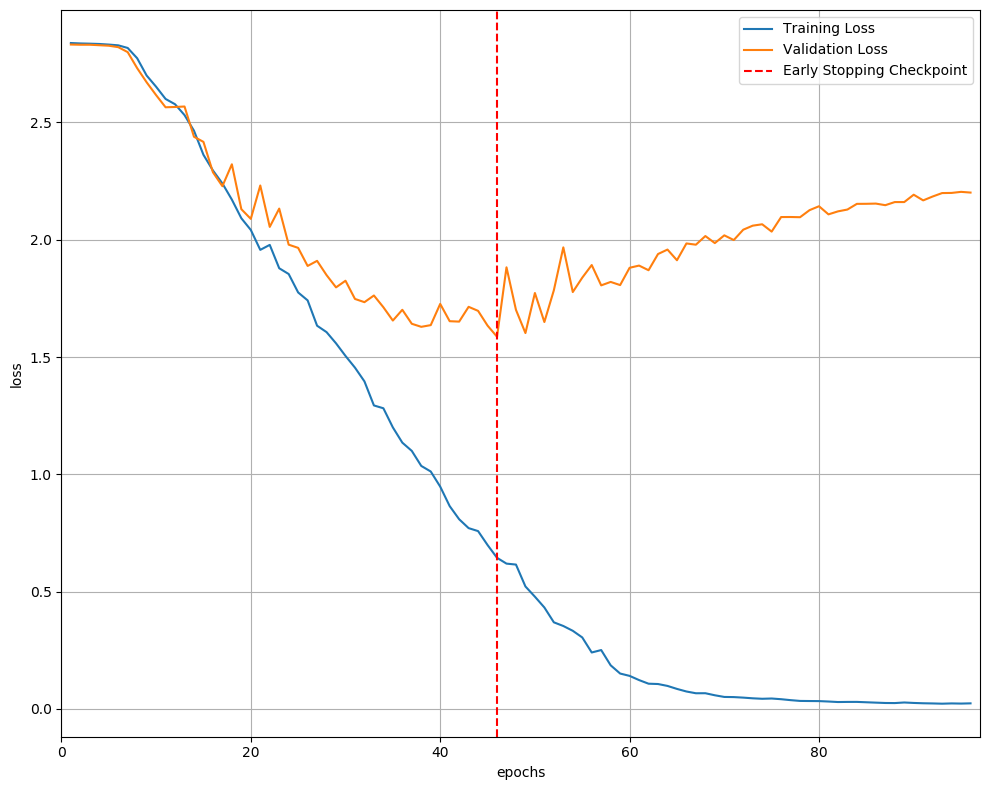 Training Loss
Validation Loss
Early Stopping Checkpoint
2.5
2.0
1.5
1.0
0.5
0.0
loss
0 20 40 60 80
epochs